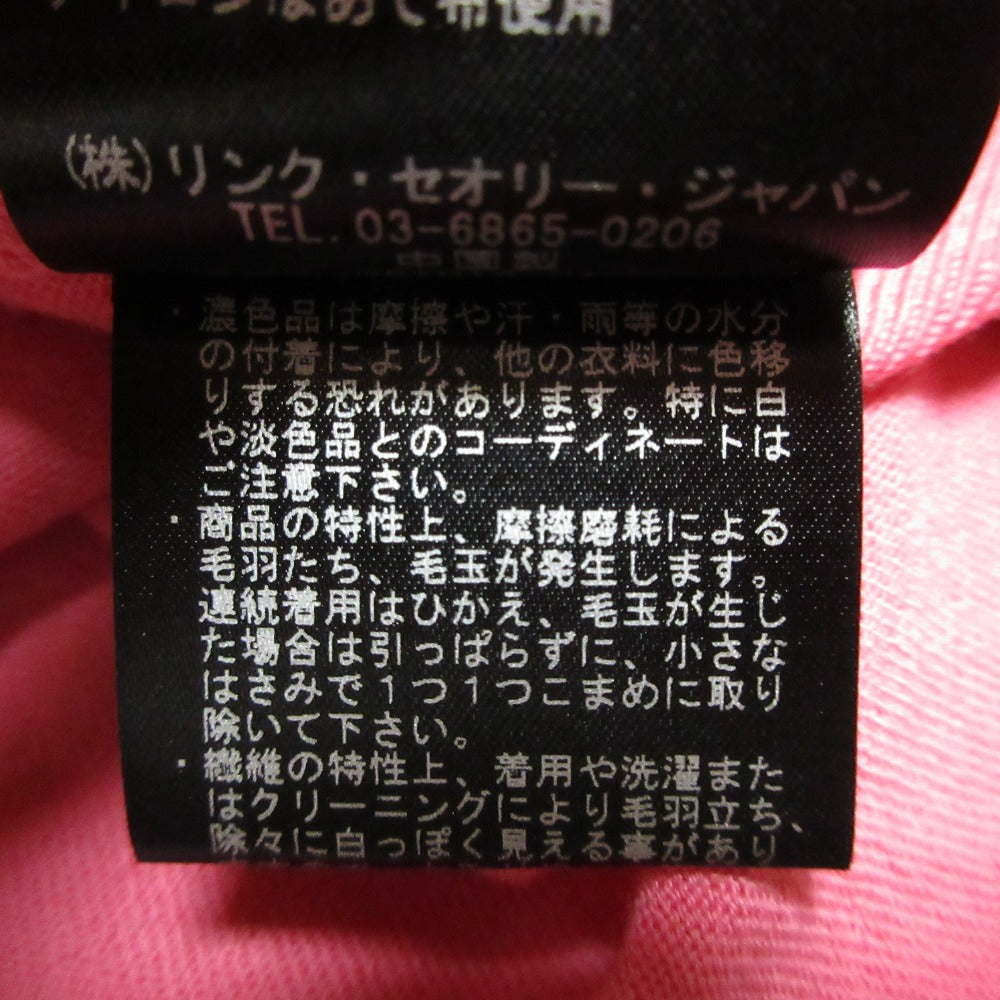 あて布使用
(株)リンク・セオリー・ジャパン
TEL. 03-6865-0206
中国製
・濃色品は摩擦や汗・雨等の水分
の付着により、他の衣料に色移
りする恐れがあります。特に白
や淡色品とのコーディネートは
ご注意下さい。
・商品の特性上、摩擦磨耗による
毛羽たち、毛玉が発生します。
連続着用はひかえ、毛玉が生じ
た場合は引っぱらずに、小さな
はさみで1つ1つこまめに取り
除いて下さい。
・繊維の特性上、着用や洗濯また
はクリーニングにより毛羽立ち、
除々に白っぽく見える事があり